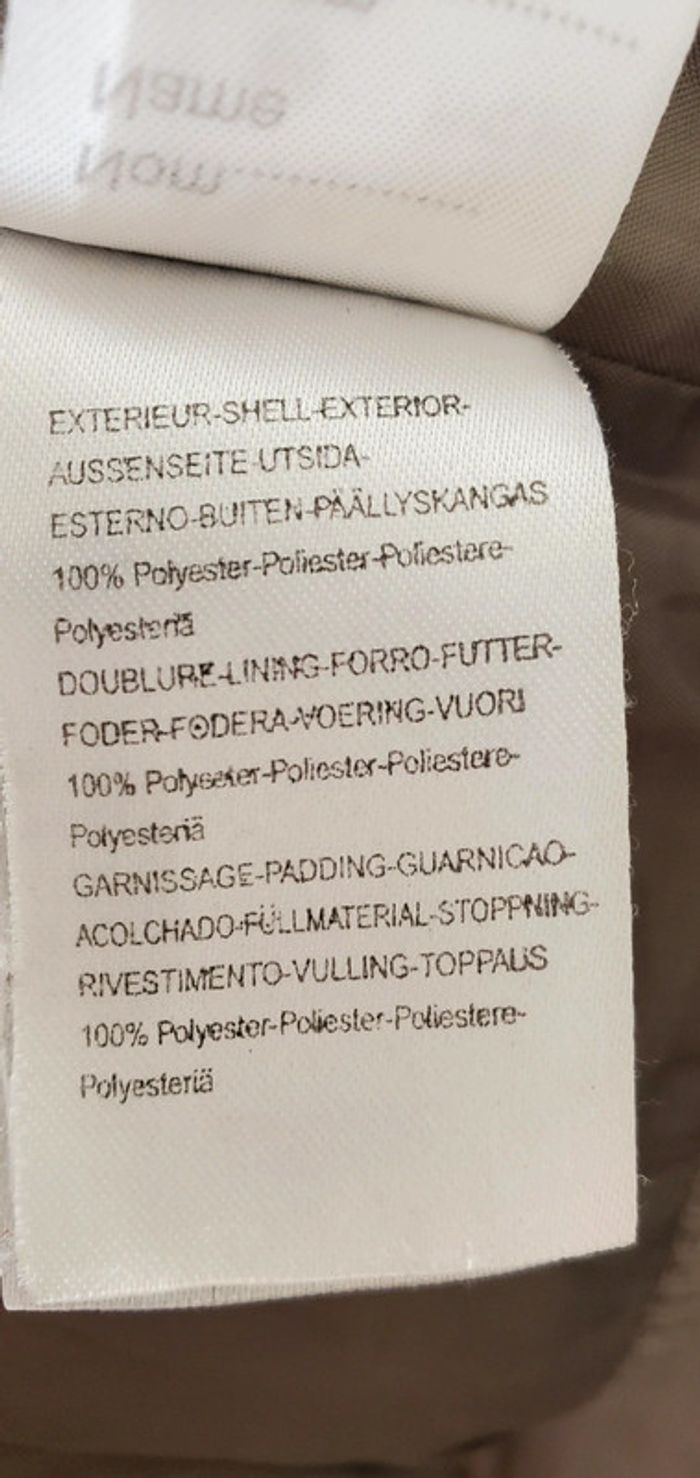 Name
Nom....................
EXTERIEUR-SHELL-EXTERIOR-
AUSSENSEITE-UTSIDA-
ESTERNO-BUITEN-PÄÄLLYSKANGAS
100% Polyester-Poliester-Poliestere-
Polyesteriä
DOUBLURE-LINING-FORRO-FUTTER-
FODER-FODERA-VOERING-VUORI
100% Polyester-Poliester-Poliestere-
Polyesteriä
GARNISSAGE-PADDING-GUARNICAO-
ACOLCHADO-FÜLLMATERIAL-STOPPNING-
RIVESTIMENTO-VULLING-TOPPAUS
100% Polyester-Poliester-Poliestere-
Polyesteriä